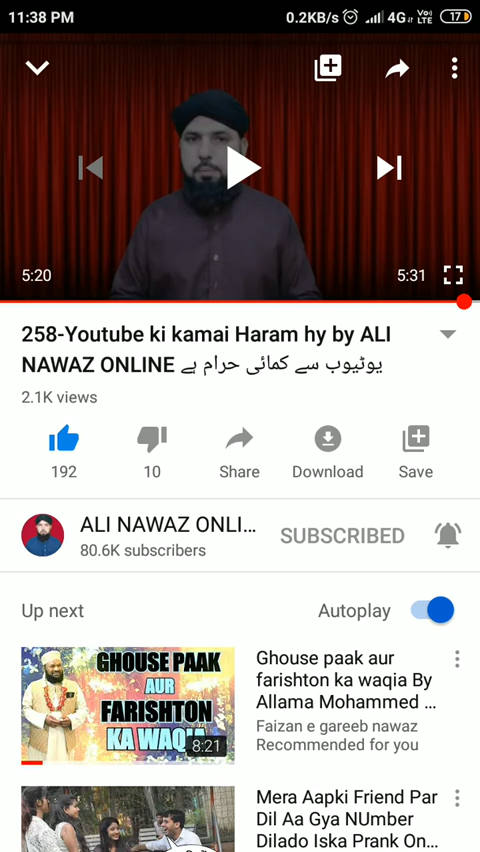 11:38 PM
0.2KB/s
4G
Vo)
LTE
17
5:20
5:31
258-Youtube ki kamai Haram hy by ALI
NAWAZ ONLINE یوٹیوب سے کمائی حرام ہے
2.1K views
192
10
Share
Download
Save
ALI NAWAZ ONLI...
SUBSCRIBED
80.6K subscribers
Up next
Autoplay
GHOUSE PAAK
AUR
FARISHTON
KA WAQIA
8:21
Ghouse paak aur
farishton ka waqia By
Allama Mohammed ...
Faizan e gareeb nawaz
Recommended for you
Mera Aapki Friend Par
Dil Aa Gya NUmber
Dilado Iska Prank On...